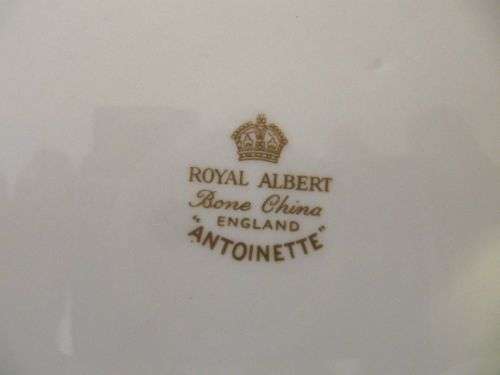 ROYAL ALBERT
Bone China
ENGLAND
"ANTOINETTE"